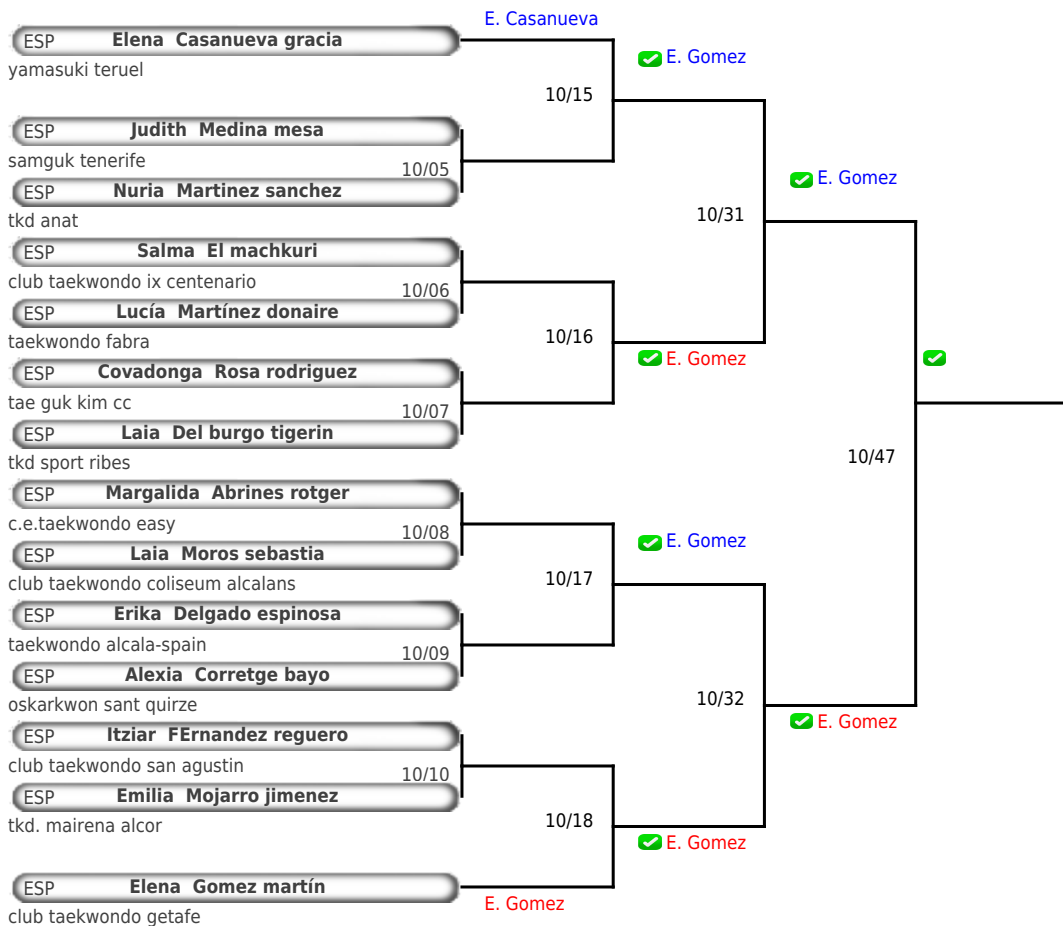 E. Casanueva
ESP Elena Casanueva gracia
yamasuki teruel
E. Gomez
10/15
ESP Judith Medina mesa
samguk tenerife
10/05
ESP Nuria Martinez sanchez
tkd anat
E. Gomez
10/31
ESP Salma El machkuri
club taekwondo ix centenario
10/06
ESP Lucía Martínez donaire
taekwondo fabra
10/16
E. Gomez
ESP Covadonga Rosa rodriguez
tae guk kim cc
10/07
ESP Laia Del burgo tigerin
tkd sport ribes
10/47
ESP Margalida Abrines rotger
c.e.taekwondo easy
10/08
ESP Laia Moros sebastia
club taekwondo coliseum alcalans
E. Gomez
10/17
ESP Erika Delgado espinosa
taekwondo alcala-spain
10/09
ESP Alexia Corretge bayo
oskarkwon sant quirze
10/32
E. Gomez
ESP Itziar FErnandez reguero
club taekwondo san agustin
10/10
ESP Emilia Mojarro jimenez
tkd. mairena alcor
10/18
E. Gomez
ESP Elena Gomez martín
club taekwondo getafe
E. Gomez